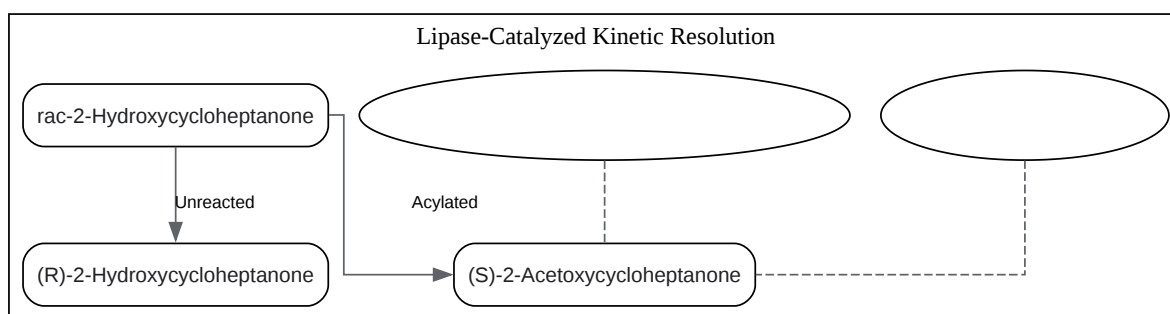 Lipase-Catalyzed Kinetic Resolution
rac-2-Hydroxycycloheptanone
Unreacted
Acylated
(R)-2-Hydroxycycloheptanone
(S)-2-Acetoxycycloheptanone